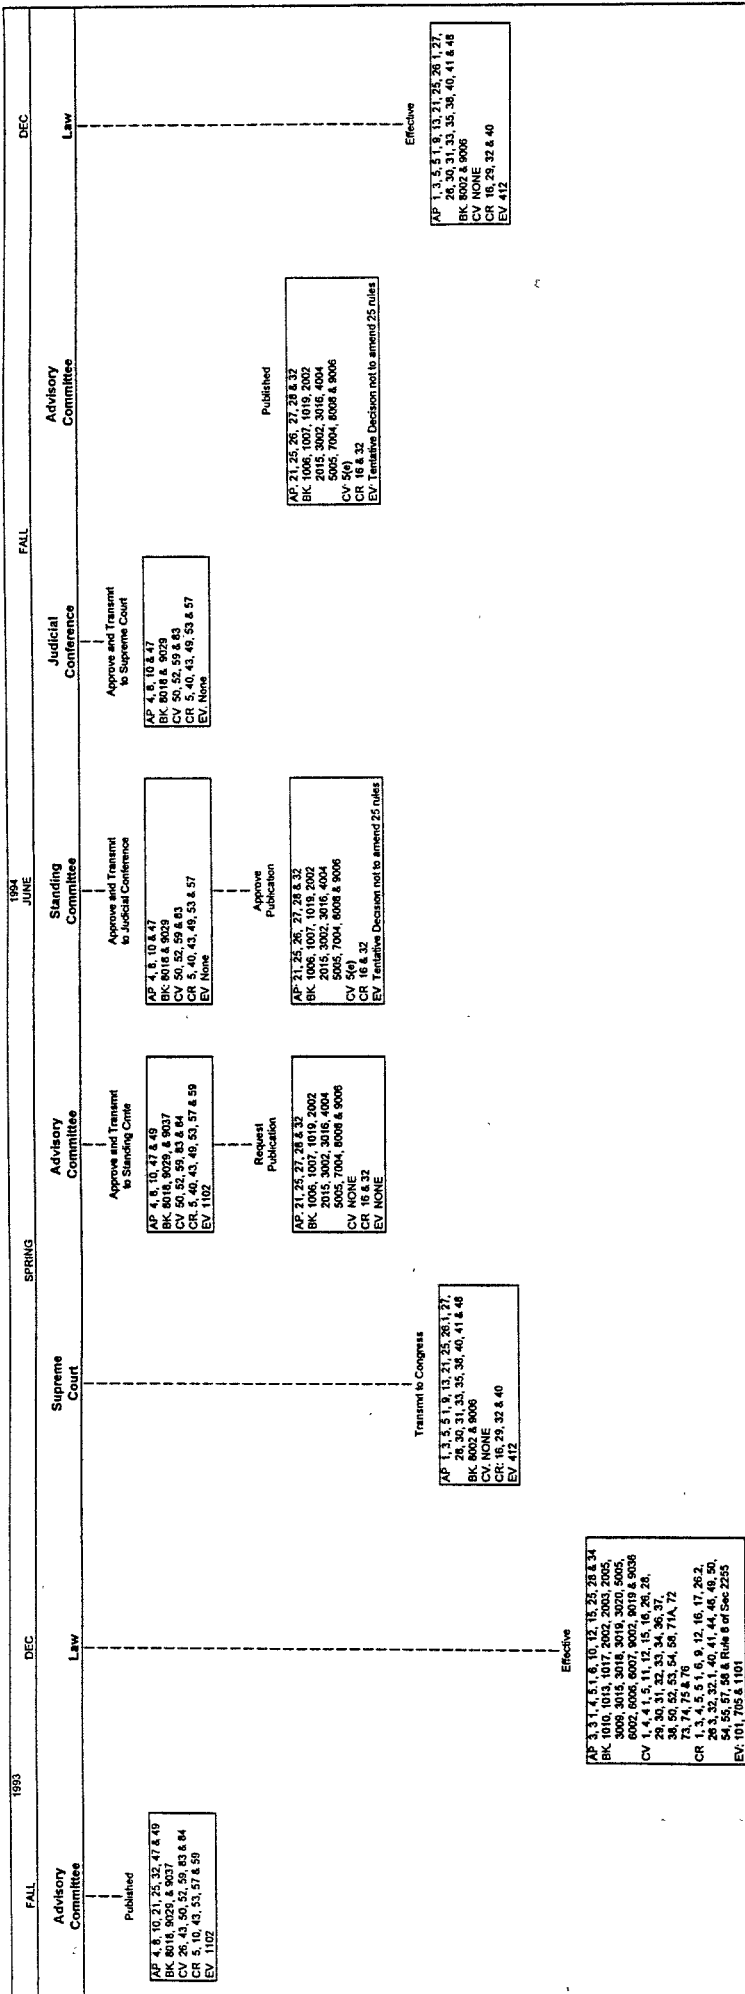 1993
1994
FALL
DEC
SPRING
JUNE
FALL
DEC
Advisory
Committee
Law
Supreme
Court
Advisory
Committee
Standing
Committee
Judicial
Conference
Advisory
Committee
Law
Published
AP 4, 8, 10, 21, 25, 32, 47 & 49
BK. 8018, 9029, & 9037
CV 26, 43, 50, 52, 59, 83 & 84
CR 5, 10, 43, 53, 57 & 59
EV 1102
Effective
AP 3, 3 1, 4, 5.1, 6, 10, 12, 15, 25, 28 & 34
BK 1010, 1013, 1017, 2002, 2003, 2005,
3009, 3015, 3018, 3019, 3020, 5005,
6002, 6006, 6007, 9002, 9019 & 9036
CV 1, 4, 4 1, 5, 11, 12, 15, 16, 26, 28,
29, 30, 31, 32, 33, 34, 36, 37,
38, 50, 52, 53, 54, 58, 71A, 72
73, 74, 75 & 76
CR 1, 3, 4, 5, 5 1, 6, 9, 12, 16, 17, 26.2,
26 3, 32, 32.1, 40, 41, 44, 46, 49, 50,
54, 55, 57, 58 & Rule 8 of Sec 2255
EV: 101, 705 & 1101
Transmit to Congress
AP 1, 3, 5, 5 1, 9, 13, 21, 25, 26.1, 27,
28, 30, 31, 33, 35, 38, 40, 41 & 48
BK. 8002 & 9006
CV. NONE
CR: 16, 29, 32 & 40
EV 412
Approve and Transmit
to Standing Cmte
AP 4, 8, 10, 47 & 49
BK. 8018, 9029, & 9037
CV 50, 52, 59, 83 & 84
CR. 5, 40, 43, 49, 53, 57 & 59
EV 1102
Request
Publication
AP. 21, 25, 27, 28 & 32
BK 1006, 1007, 1019, 2002
2015, 3002, 3016, 4004
5005, 7004, 8008 & 9006
CV NONE
CR 16 & 32
EV NONE
Approve and Transmit
to Judicial Conference
AP 4, 8, 10 & 47
BK: 8018 & 9029
CV 50, 52, 59 & 83
CR 5, 40, 43, 49, 53 & 57
EV None
Approve
Publication
AP: 21, 25, 26, 27, 28 & 32
BK. 1006, 1007, 1019, 2002
2015, 3002, 3016, 4004
5005, 7004, 8008 & 9006
CV 5(e)
CR 16 & 32
EV Tentative Decision not to amend 25 rules
Approve and Transmit
to Supreme Court
AP 4, 8, 10 & 47
BK. 8018 & 9029
CV 50, 52, 59 & 83
CR 5, 40, 43, 49, 53 & 57
EV. None
Published
AP. 21, 25, 26, 27, 28 & 32
BK. 1006, 1007, 1019, 2002
2015, 3002, 3016, 4004
5005, 7004, 8008 & 9006
CV: 5(e)
CR 16 & 32
EV: Tentative Decision not to amend 25 rules
Effective
AP 1, 3, 5, 5 1, 9, 13, 21, 25, 26 1, 27,
28, 30, 31, 33, 35, 38, 40, 41 & 48
BK. 8002 & 9006
CV NONE
CR 16, 29, 32 & 40
EV 412